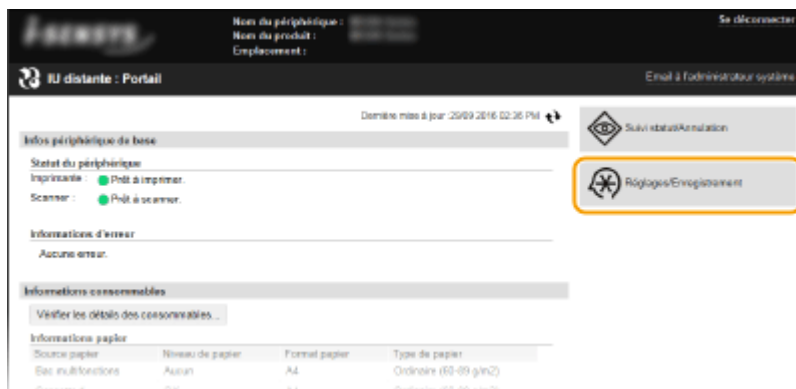 i-SENSYS
Nom du périphérique :
Nom du produit :
Emplacement :
Se déconnecter
IU distante : Portail
Email à l'administrateur système
Dernière mise à jour :29/09 2016 02:36 PM
Infos périphérique de base
Statut du périphérique
Imprimante : Prêt à imprimer.
Scanner : Prêt à scanner.
Informations d'erreur
Aucune erreur.
Informations consommables
Vérifier les détails des consommables...
Informations papier
Source papier Niveau de papier Format papier Type de papier
Bac multifonctions Aucun A4 Ordinaire (60-89 g/m2)
Suivi statut/Annulation
Réglages/Enregistrement